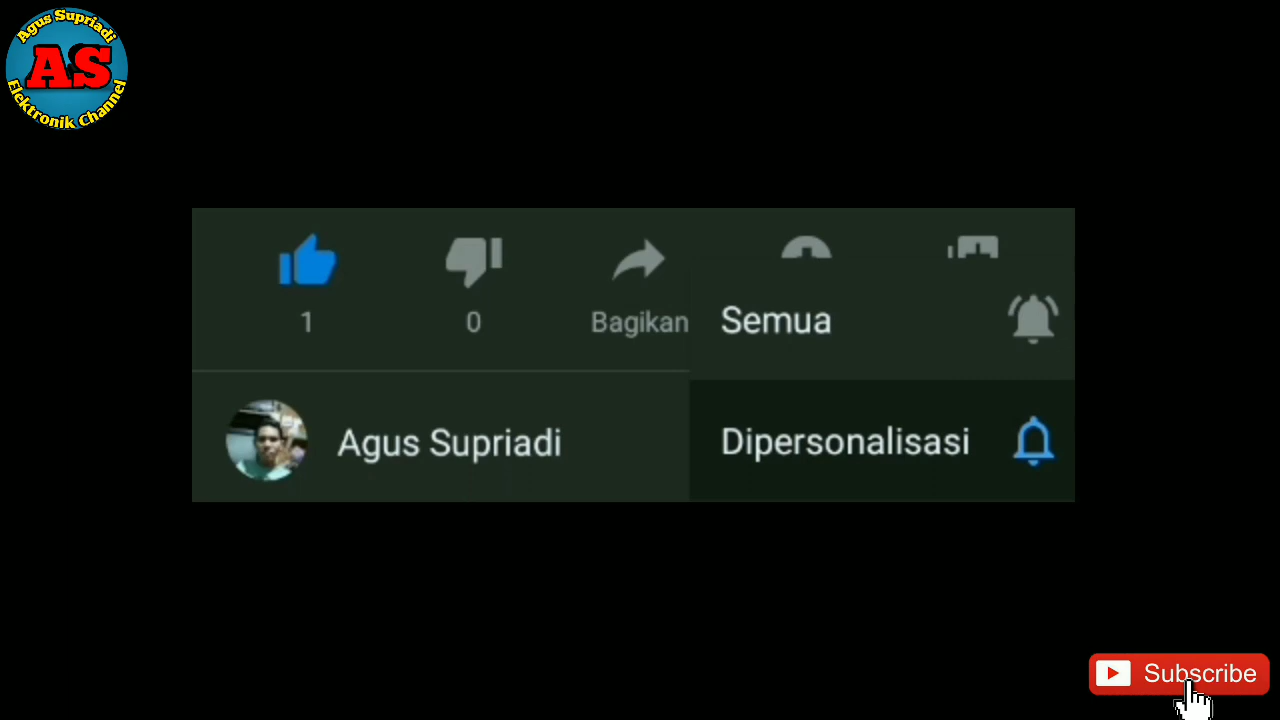 Agus Supriadi
AS
Elektronik Channel
1
0
Bagikan
Semua
Agus Supriadi
Dipersonalisasi
Subscribe